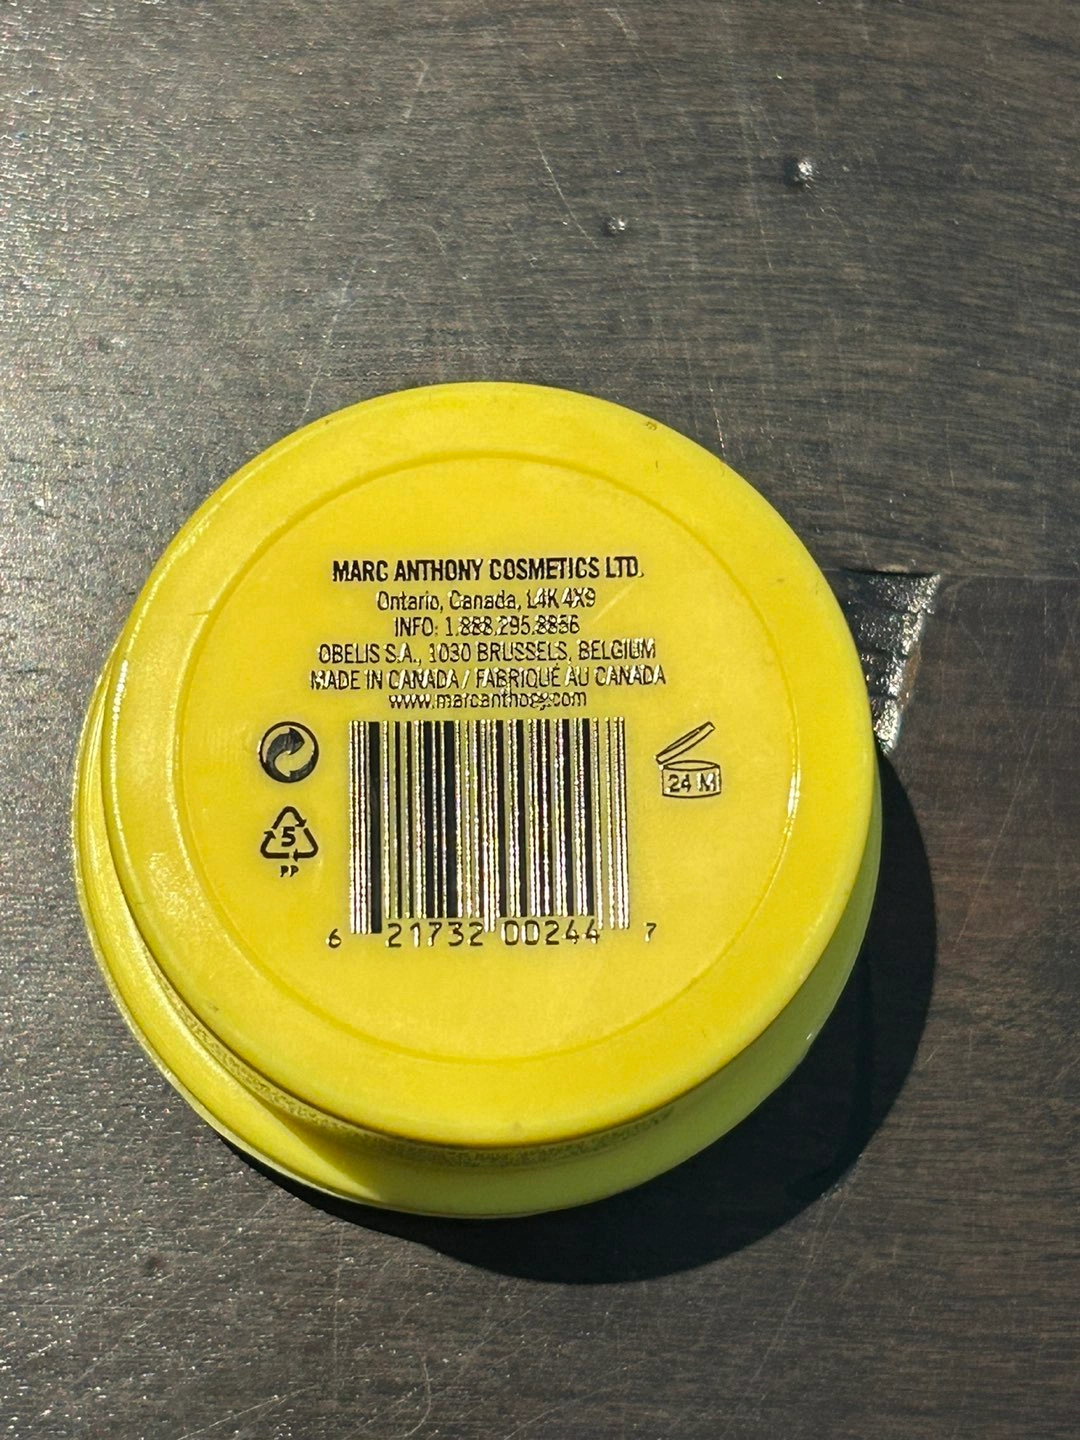 MARC ANTHONY COSMETICS LTD.
Ontario, Canada, L4K 4X9
INFO: 1.888.295.8856
OBELIS S.A., 1030 BRUSSELS, BELGIUM
MADE IN CANADA / FABRIQUÉ AU CANADA
www.marcanthony.com
24 M
5
PP
6 21732 00244 7